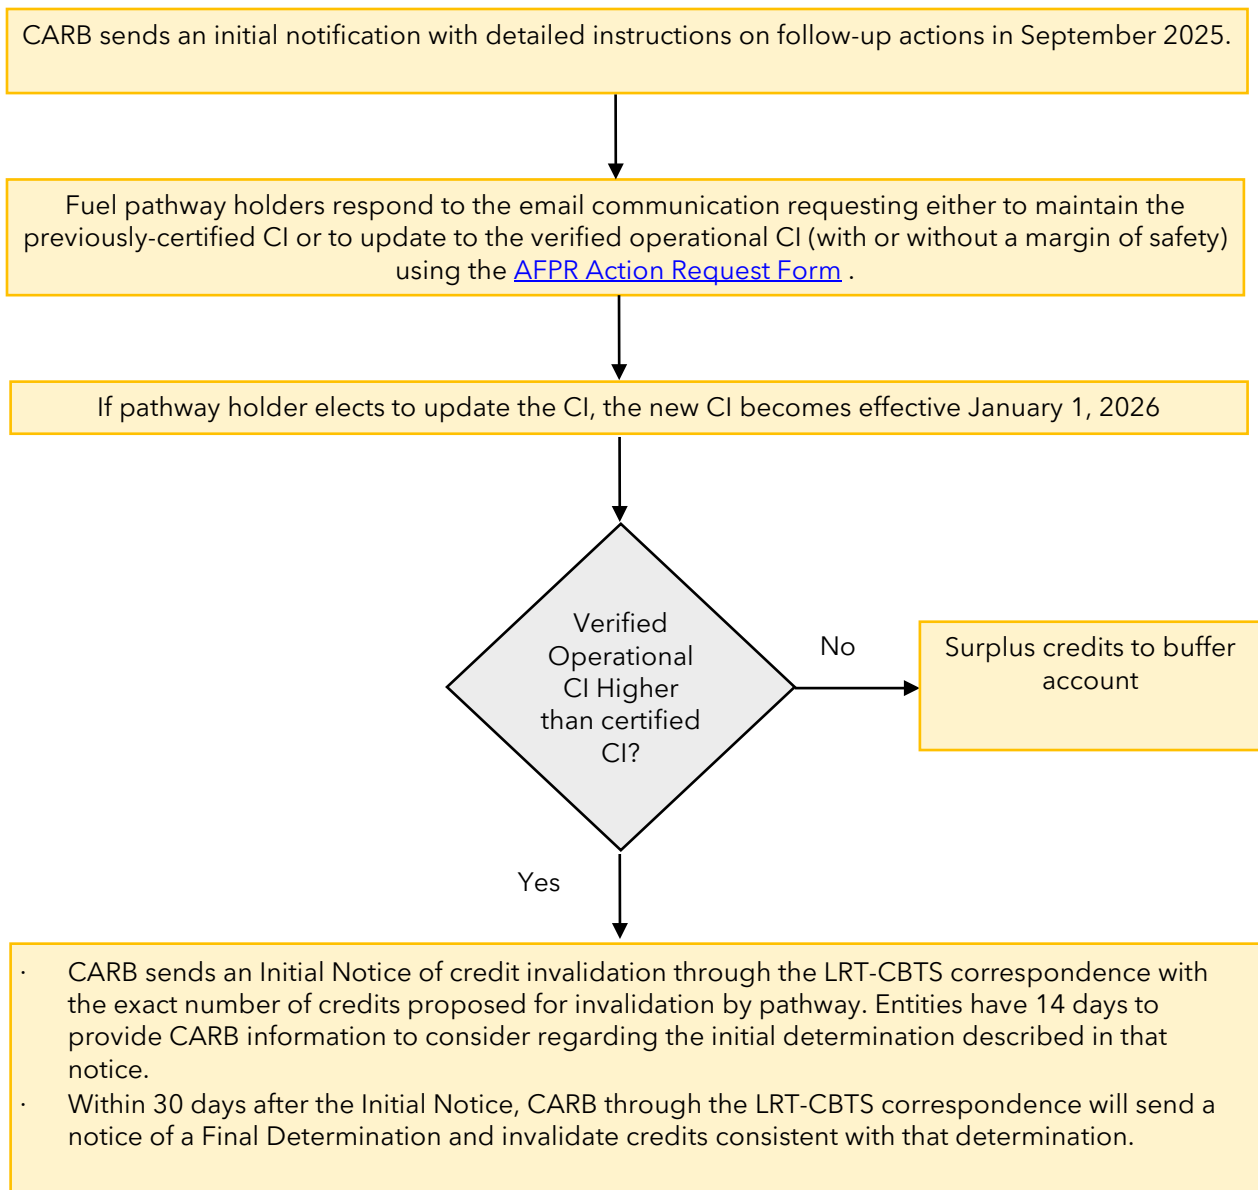 CARB sends an initial notification with detailed instructions on follow-up actions in September 2025.
Fuel pathway holders respond to the email communication requesting either to maintain the
previously-certified CI or to update to the verified operational CI (with or without a margin of safety)
using the AFPR Action Request Form .
If pathway holder elects to update the CI, the new CI becomes effective January 1, 2026
Verified
Operational
CI Higher
than certified
CI?
No
Surplus credits to buffer
account
Yes
· CARB sends an Initial Notice of credit invalidation through the LRT-CBTS correspondence with
the exact number of credits proposed for invalidation by pathway. Entities have 14 days to
provide CARB information to consider regarding the initial determination described in that
notice.
· Within 30 days after the Initial Notice, CARB through the LRT-CBTS correspondence will send a
notice of a Final Determination and invalidate credits consistent with that determination.